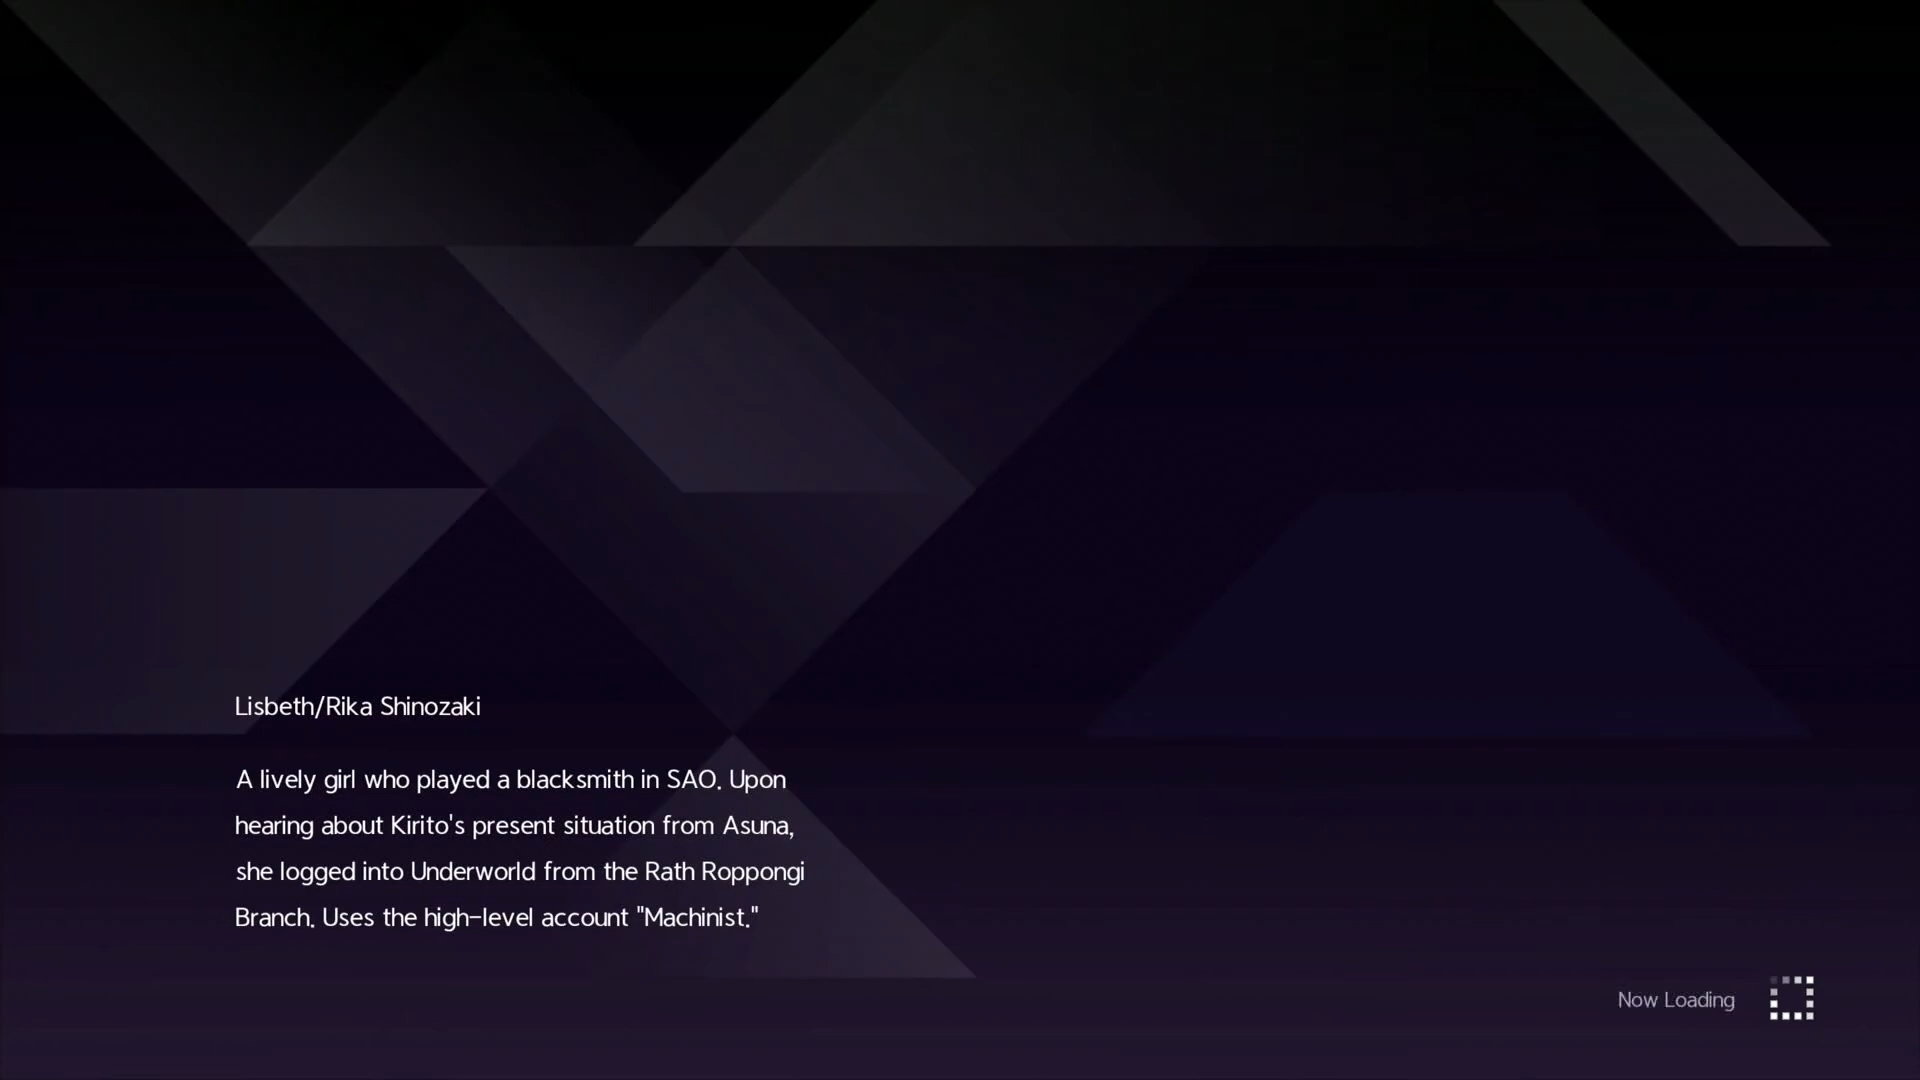 Lisbeth/Rika Shinozaki
A lively girl who played a blacksmith in SAO. Upon
hearing about Kirito's present situation from Asuna,
she logged into Underworld from the Rath Roppongi
Branch. Uses the high-level account "Machinist."
Now Loading